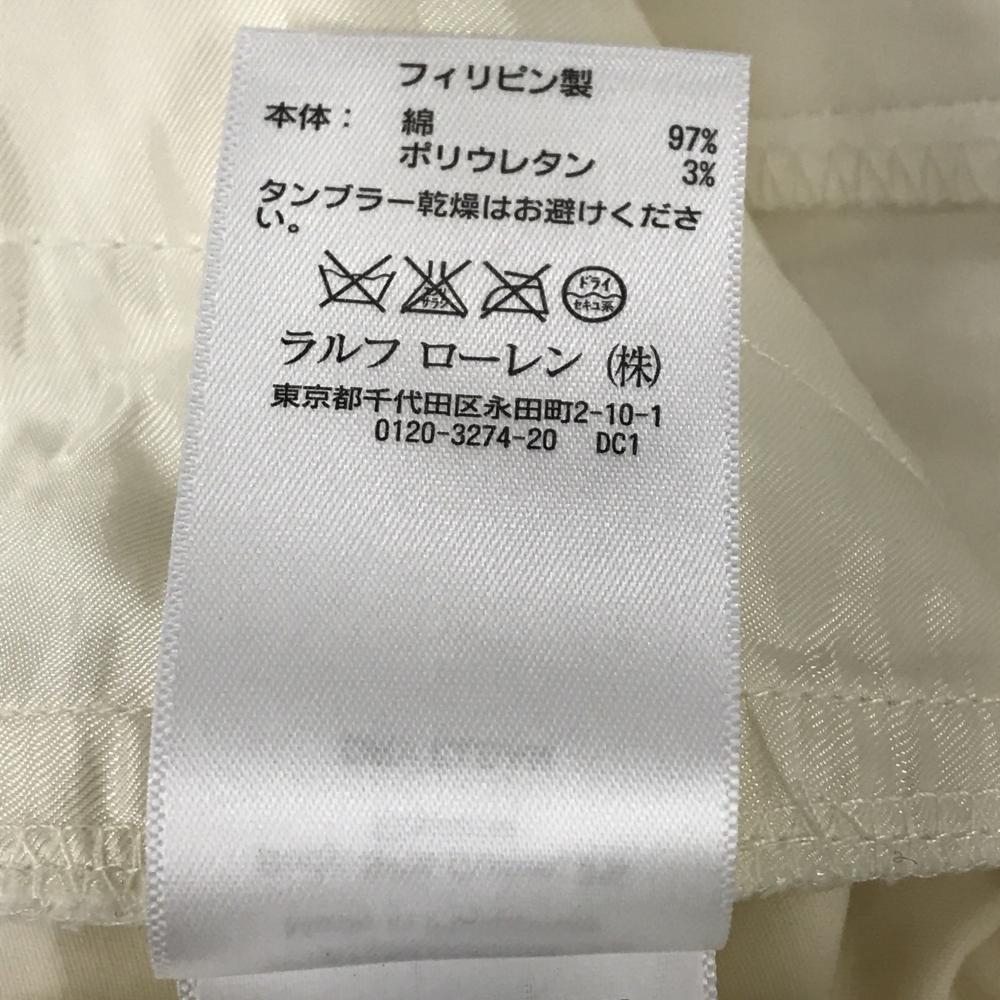 フィリピン製
本体： 綿 97%
ポリウレタン 3%
タンブラー乾燥はお避けくださ
い。
ドライ
セキユ系
ラルフ ローレン (株)
東京都千代田区永田町2-10-1
0120-3274-20 DC1